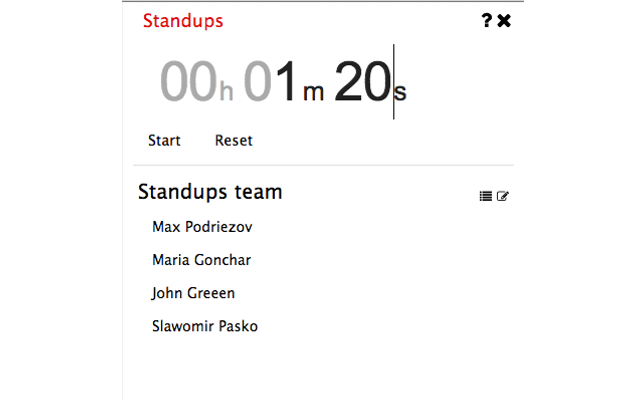 Standups ?
00h 01m 20s
Start Reset
Standups team
Max Podriezov
Maria Gonchar
John Greeen
Slawomir Pasko